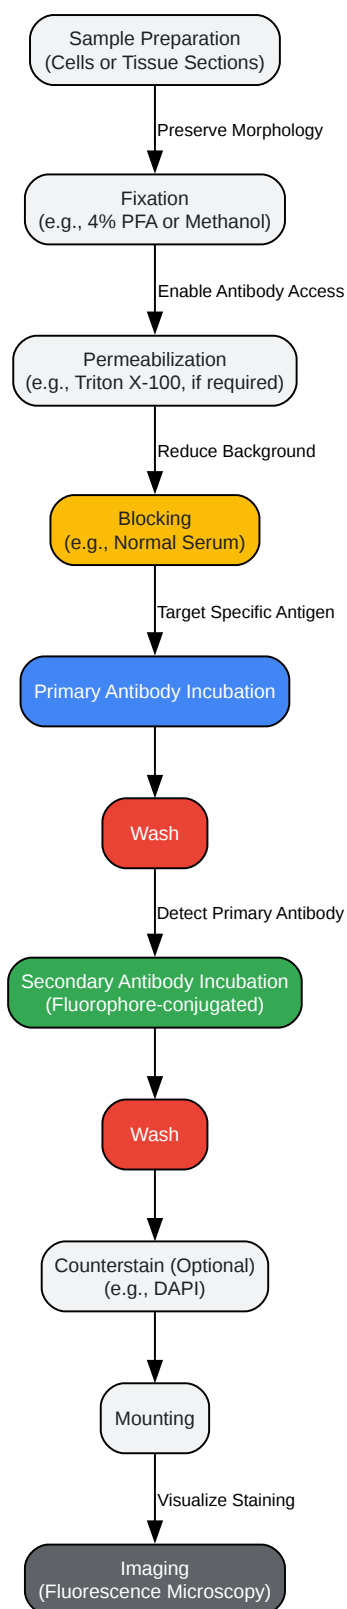 Sample Preparation
(Cells or Tissue Sections)
Preserve Morphology
Fixation
(e.g., 4% PFA or Methanol)
Enable Antibody Access
Permeabilization
(e.g., Triton X-100, if required)
Reduce Background
Blocking
(e.g., Normal Serum)
Target Specific Antigen
Primary Antibody Incubation
Wash
Detect Primary Antibody
Secondary Antibody Incubation
(Fluorophore-conjugated)
Wash
Counterstain (Optional)
(e.g., DAPI)
Mounting
Visualize Staining
Imaging
(Fluorescence Microscopy)